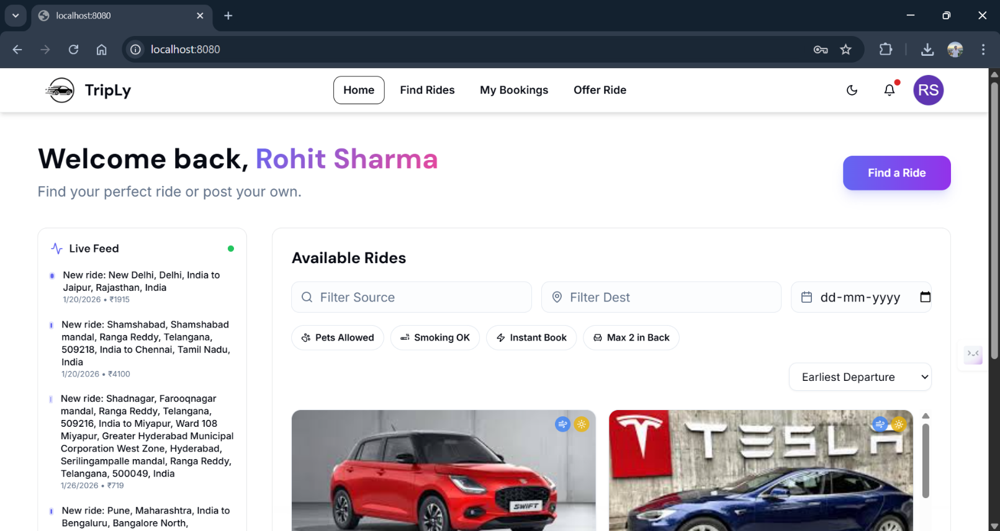 localhost:8080
localhost:8080
TripLy
Home
Find Rides
My Bookings
Offer Ride
RS
Welcome back, Rohit Sharma
Find your perfect ride or post your own.
Find a Ride
Live Feed
New ride: New Delhi, Delhi, India to
Jaipur, Rajasthan, India
1/20/2026 • ₹1915
New ride: Shamshabad, Shamshabad
mandal, Ranga Reddy, Telangana,
509218, India to Chennai, Tamil Nadu,
India
1/20/2026 • ₹4100
New ride: Shadnagar, Farooqnagar
mandal, Ranga Reddy, Telangana,
509216, India to Miyapur, Ward 108
Miyapur, Greater Hyderabad Municipal
Corporation West Zone, Hyderabad,
Serilingampalle mandal, Ranga Reddy,
Telangana, 500049, India
1/26/2026 • ₹719
New ride: Pune, Maharashtra, India to
Bengaluru, Bangalore North,
Available Rides
Filter Source
Filter Dest
dd-mm-yyyy
Pets Allowed
Smoking OK
Instant Book
Max 2 in Back
Earliest Departure
SWIFT
TESLA